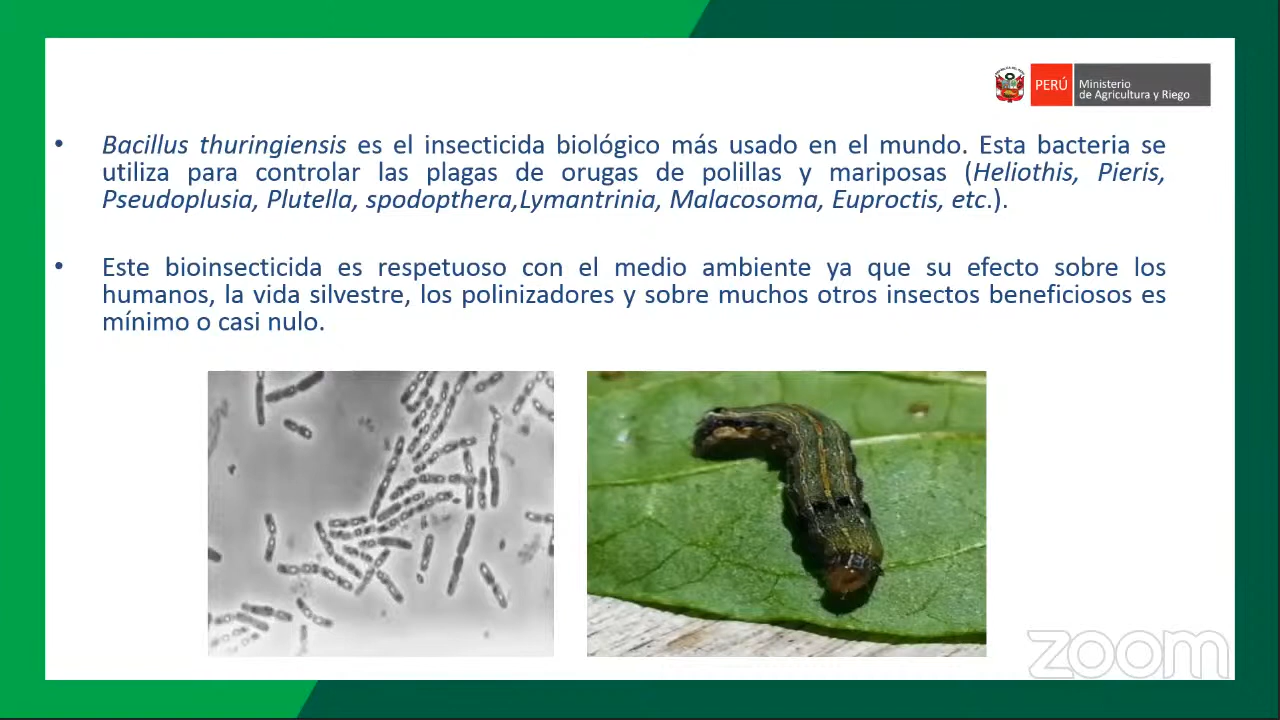 PERÚ
Ministerio
de Agricultura y Riego
• Bacillus thuringiensis es el insecticida biológico más usado en el mundo. Esta bacteria se
utiliza para controlar las plagas de orugas de polillas y mariposas (Heliothis, Pieris,
Pseudoplusia, Plutella, spodopthera,Lymantrinia, Malacosoma, Euproctis, etc.).
• Este bioinsecticida es respetuoso con el medio ambiente ya que su efecto sobre los
humanos, la vida silvestre, los polinizadores y sobre muchos otros insectos beneficiosos es
mínimo o casi nulo.
zoom